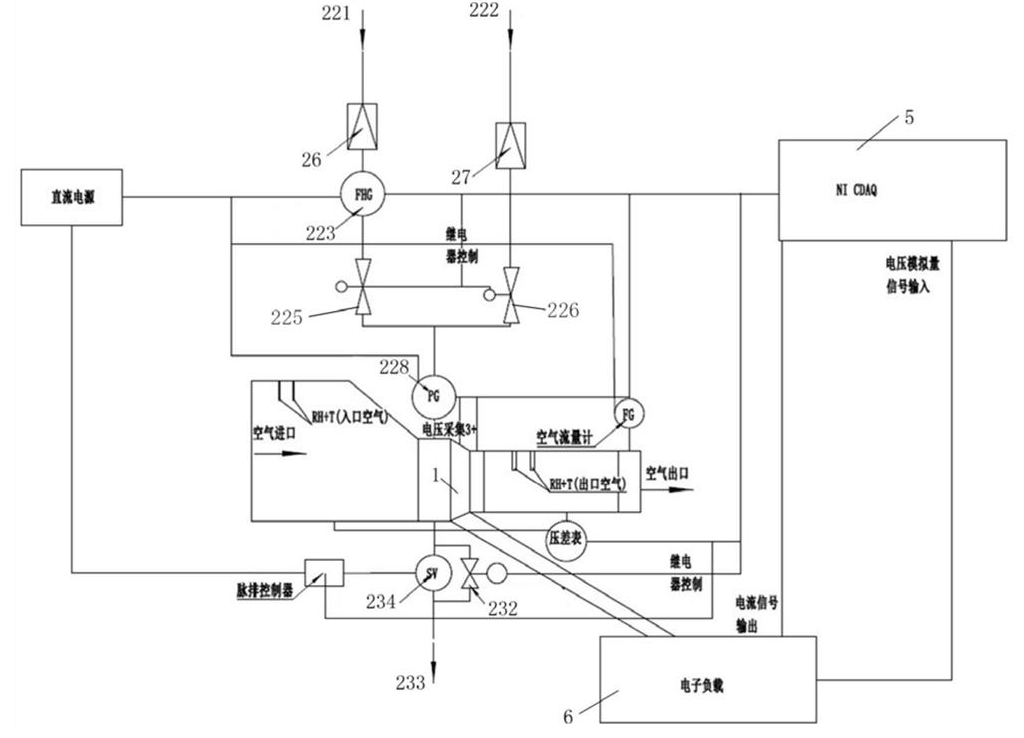 221
222
5
26
27
直流电源
FHG
NI CDAQ
223
继电
器控制
电压模拟量
信号输入
225
226
228
PG
RH+T(入口空气)
电压采集3+
FG
空气进口
空气流量计
1
RH+T(出口空气)
空气出口
压差表
继电
器控制
SV
脉排控制器
234
232
电流信号
输出
233
电子负载
6